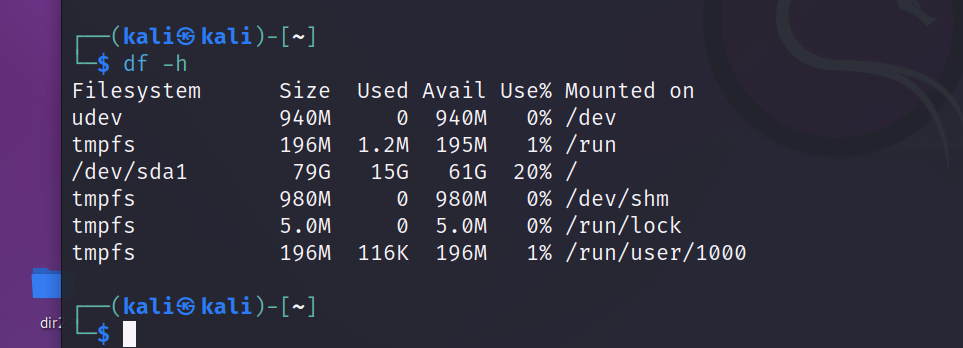 ┌──(kali㉿kali)-[~]
└─$ df -h
Filesystem      Size  Used Avail Use% Mounted on
udev            940M     0  940M   0% /dev
tmpfs           196M  1.2M  195M   1% /run
/dev/sda1        79G   15G   61G  20% /
tmpfs           980M     0  980M   0% /dev/shm
tmpfs           5.0M     0  5.0M   0% /run/lock
tmpfs           196M  116K  196M   1% /run/user/1000
┌──(kali㉿kali)-[~]
dir2
└─$